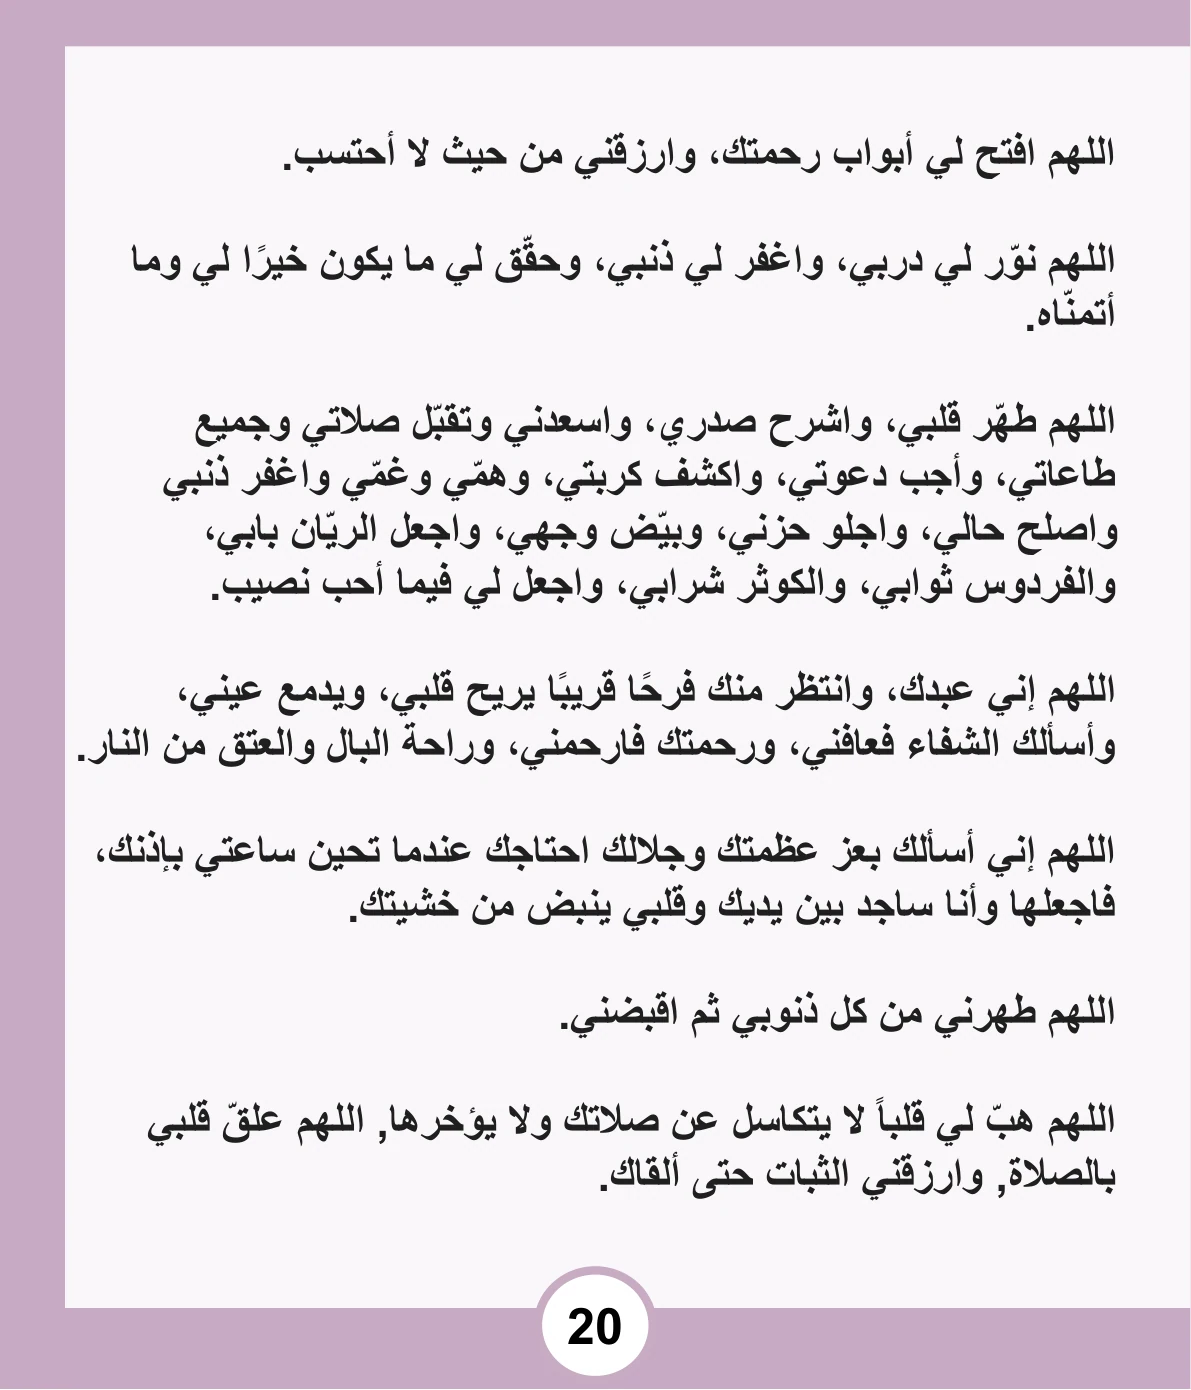 اللهم افتح لي أبواب رحمتك، وارزقني من حيث لا أحتسب.
اللهم نوّر لي دربي، واغفر لي ذنبي، وحقّق لي ما يكون خيرًا لي وما
أتمنّاه.
اللهم طهّر قلبي، واشرح صدري، واسعدني وتقبّل صلاتي وجميع
طاعاتي، وأجب دعوتي، واكشف كربتي، وهمّي وغمّي واغفر ذنبي
واصلح حالي، واجلو حزني، وبيّض وجهي، واجعل الريّان بابي،
والفردوس ثوابي، والكوثر شرابي، واجعل لي فيما أحب نصيب.
اللهم إني عبدك، وانتظر منك فرحًا قريبًا يريح قلبي، ويدمع عيني،
وأسألك الشفاء فعافني، ورحمتك فارحمني، وراحة البال والعتق من النار.
اللهم إني أسألك بعز عظمتك وجلالك احتاجك عندما تحين ساعتي بإذنك،
فاجعلها وأنا ساجد بين يديك وقلبي ينبض من خشيتك.
اللهم طهرني من كل ذنوبي ثم اقبضني.
اللهم هبّ لي قلباً لا يتكاسل عن صلاتك ولا يؤخرها, اللهم علقّ قلبي
بالصلاة, وارزقني الثبات حتى ألقاك.
20